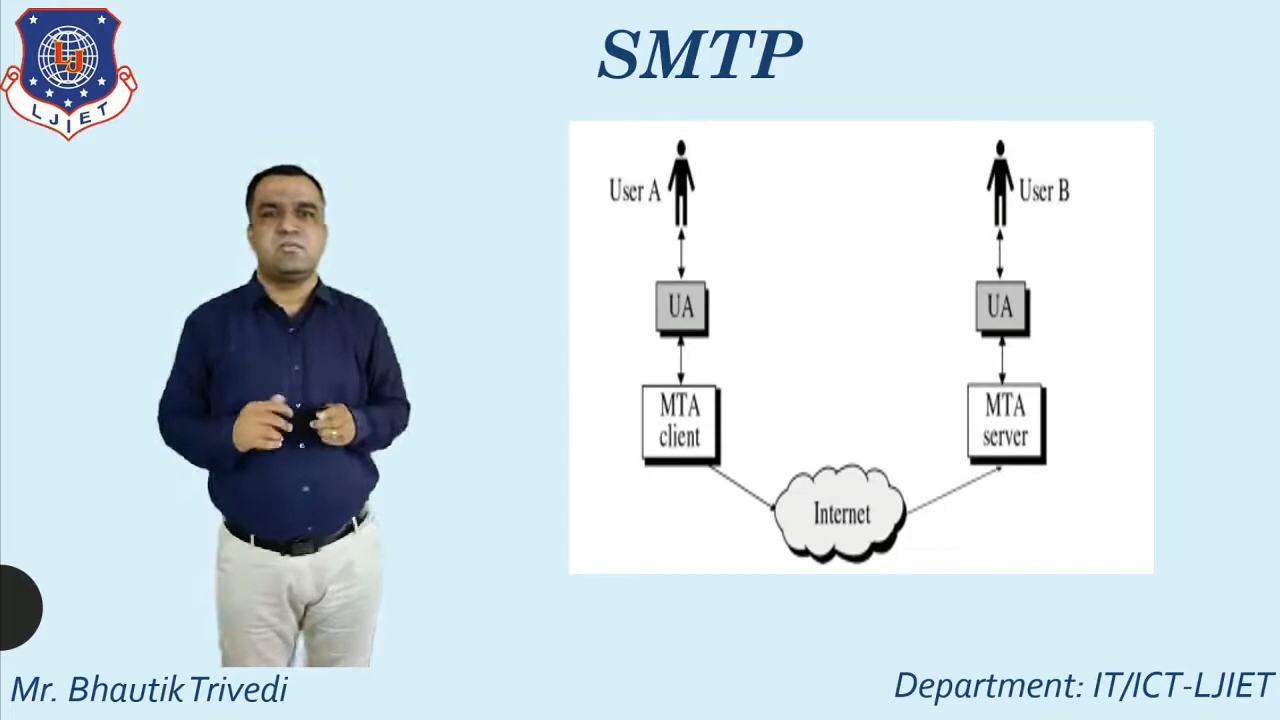 LJ
LJIET
SMTP
User A
User B
UA
UA
MTA
client
MTA
server
Internet
Mr. Bhautik Trivedi
Department: IT/ICT-LJIET